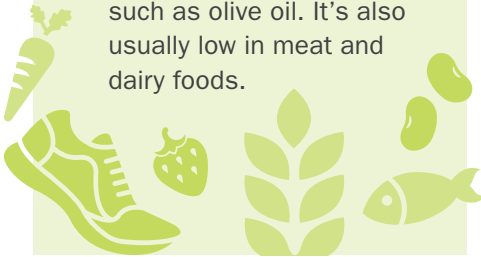 such as olive oil. It’s also
usually low in meat and
dairy foods.